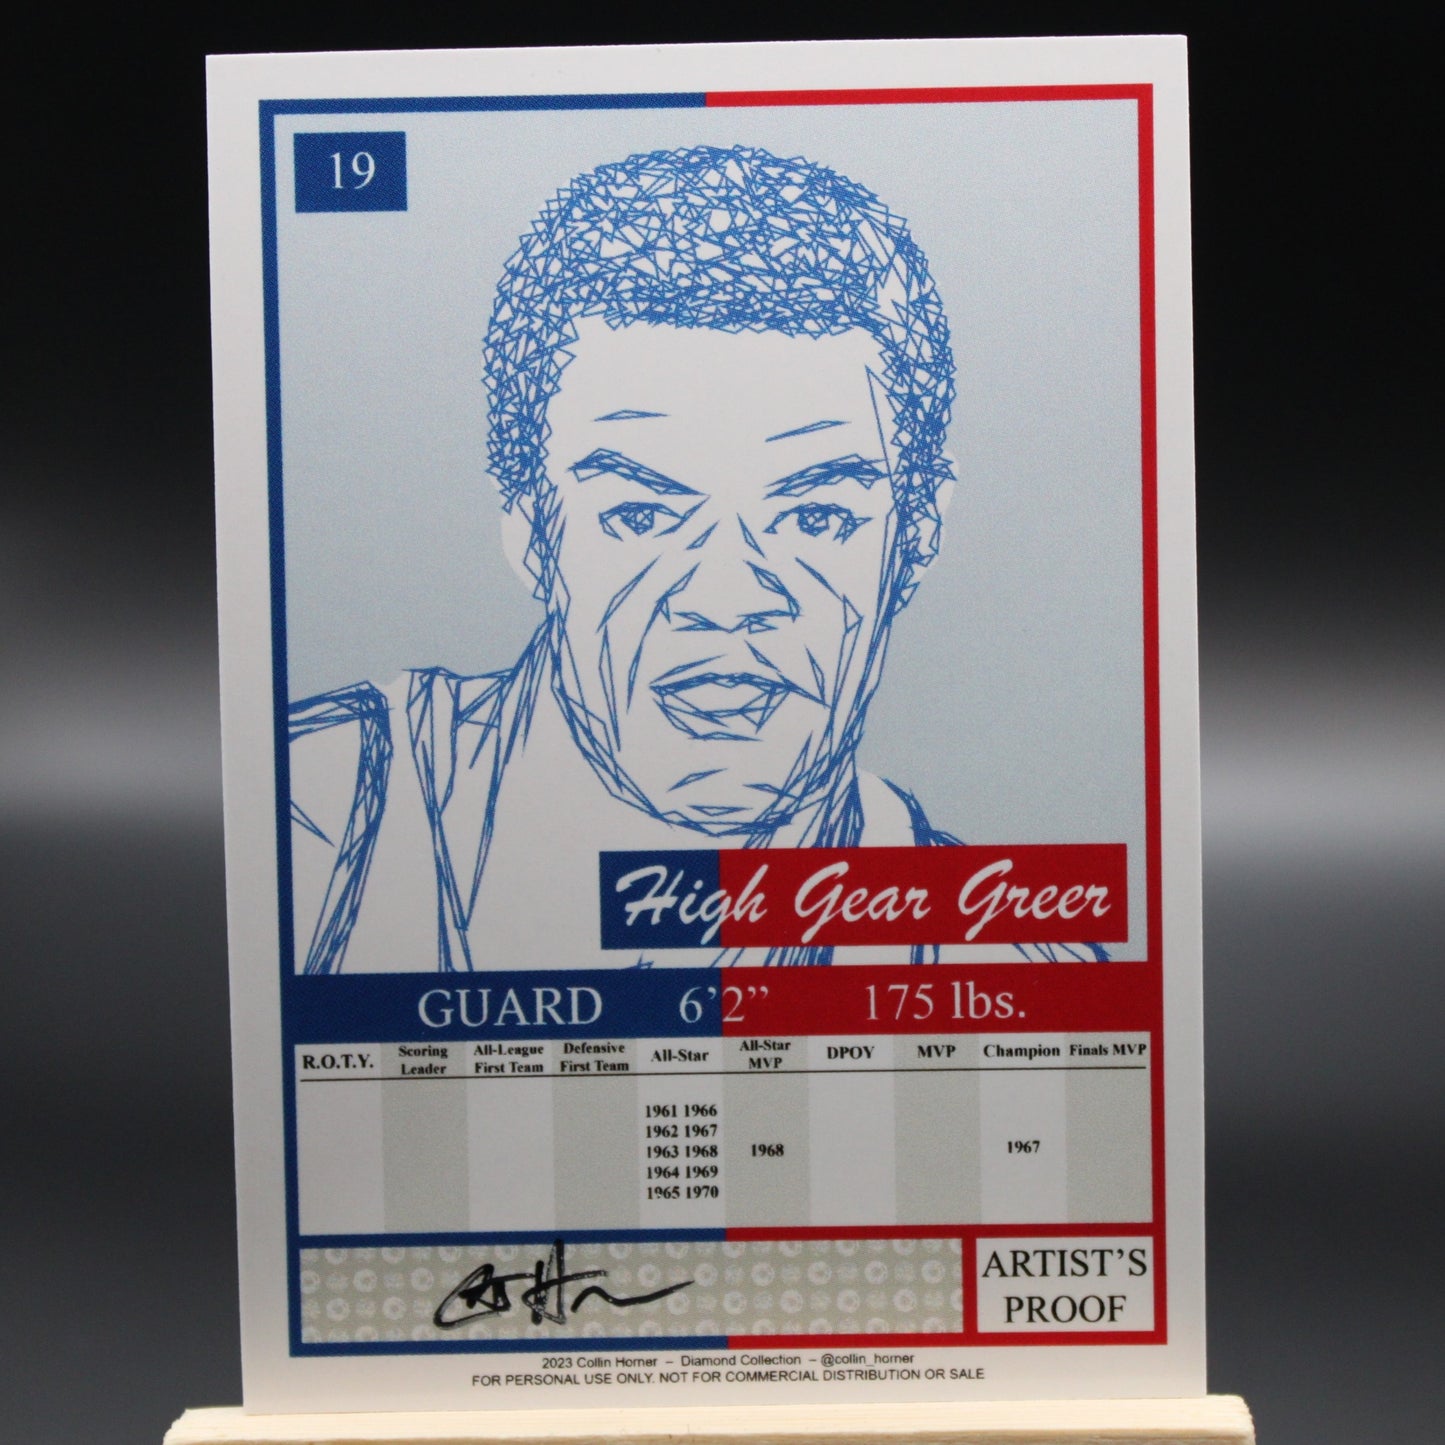 19
High Gear Greer
GUARD 6’2” 175 lbs.
R.O.T.Y. Scoring Leader All-League First Team Defensive First Team All-Star All-Star MVP DPOY MVP Champion Finals MVP
1961 1966
1962 1967
1963 1968 1968 1967
1964 1969
1965 1970
ARTIST’S
PROOF
2023 Collin Horner – Diamond Collection – @collin_horner
FOR PERSONAL USE ONLY. NOT FOR COMMERCIAL DISTRIBUTION OR SALE